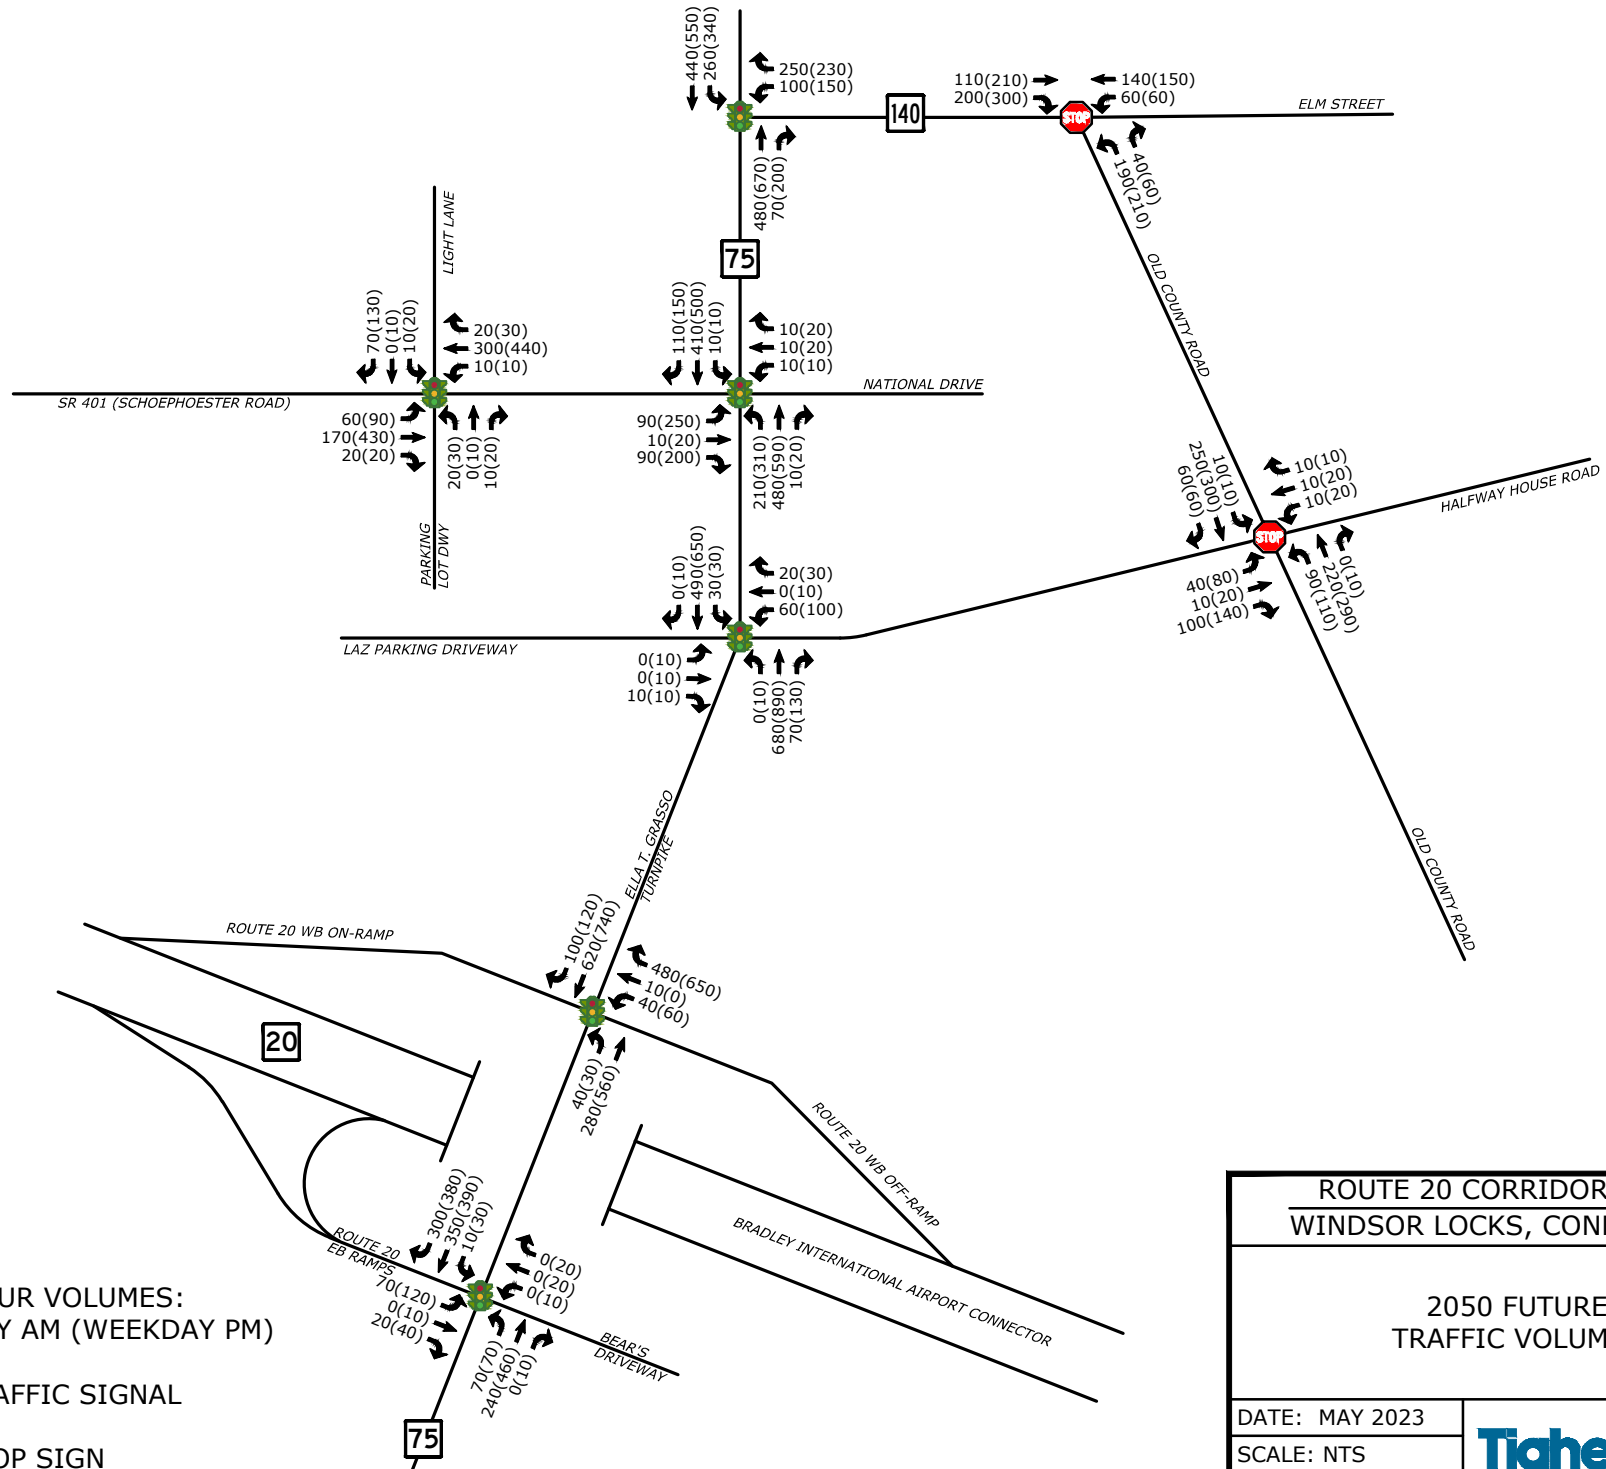 440(550)
260(340)
250(230)
100(150)
480(670)
70(200)
140
110(210)
200(300)
140(150)
60(60)
STOP
ELM STREET
40(60)
190(210)
75
LIGHT LANE
OLD COUNTY ROAD
70(130)
0(10)
10(20)
20(30)
300(440)
10(10)
SR 401 (SCHOEPHOESTER ROAD)
60(90)
170(430)
20(20)
20(30)
0(10)
10(20)
PARKING
LOT DWY
110(150)
410(500)
10(10)
10(20)
10(20)
10(10)
NATIONAL DRIVE
90(250)
10(20)
90(200)
210(310)
480(590)
10(20)
10(10)
250(300)
60(60)
10(10)
10(20)
10(20)
STOP
HALFWAY HOUSE ROAD
40(80)
10(20)
100(140)
0(10)
220(290)
90(110)
0(10)
490(650)
30(30)
20(30)
0(10)
60(100)
LAZ PARKING DRIVEWAY
0(10)
0(10)
10(10)
0(10)
680(890)
70(130)
ELLA T. GRASSO
TURNPIKE
OLD COUNTY ROAD
ROUTE 20 WB ON-RAMP
100(120)
620(740)
480(650)
10(0)
40(60)
20
40(30)
280(560)
ROUTE 20 WB OFF-RAMP
BRADLEY INTERNATIONAL AIRPORT CONNECTOR
ROUTE 20
EB RAMPS
300(380)
350(390)
10(30)
0(20)
0(20)
0(10)
70(120)
0(10)
20(40)
70(70)
240(460)
0(10)
BEAR'S
DRIVEWAY
75
UR VOLUMES:
Y AM (WEEKDAY PM)
AFFIC SIGNAL
OP SIGN
ROUTE 20 CORRIDOR
WINDSOR LOCKS, CON
2050 FUTURE
TRAFFIC VOLUM
DATE: MAY 2023
SCALE: NTS
Tighe